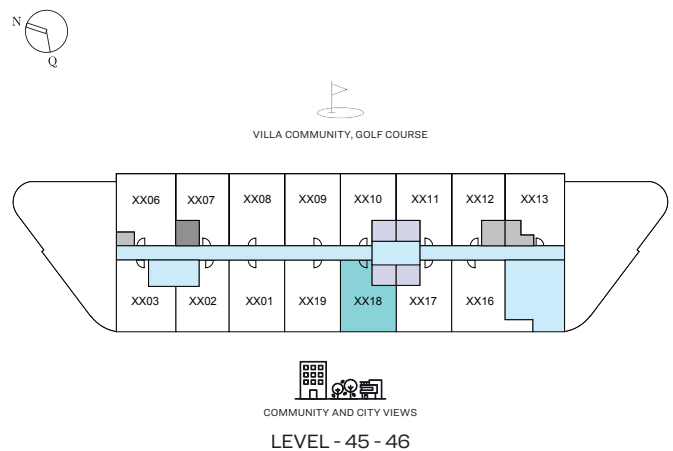 N
Q
VILLA COMMUNITY, GOLF COURSE
XX06 XX07 XX08 XX09 XX10 XX11 XX12 XX13
XX03 XX02 XX01 XX19 XX18 XX17 XX16
COMMUNITY AND CITY VIEWS
LEVEL - 45 - 46